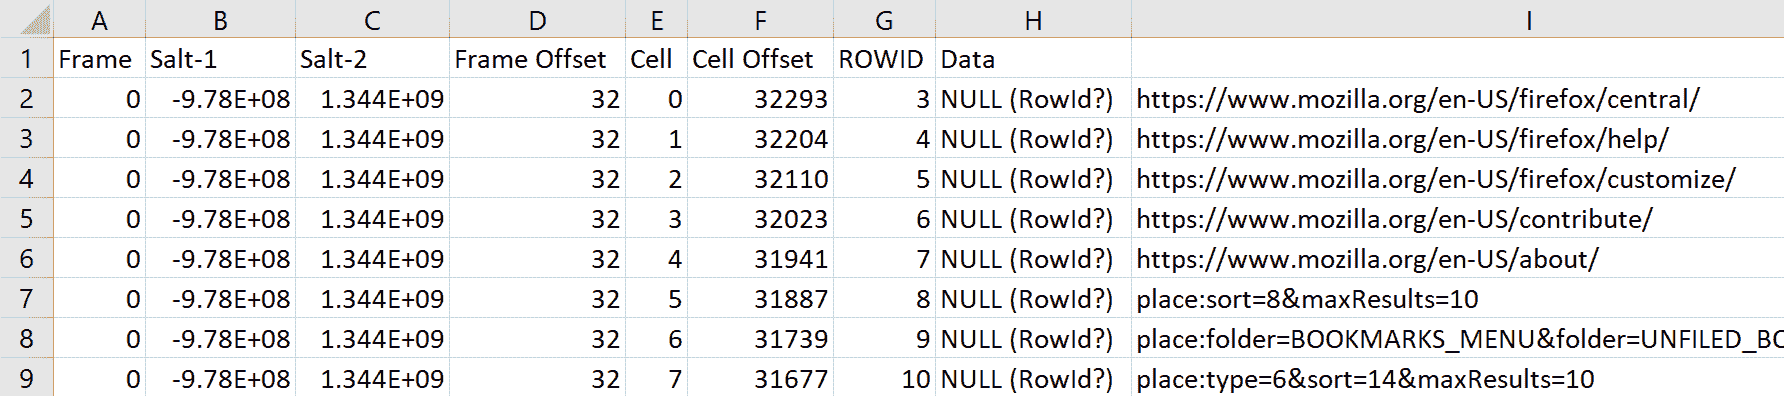 A B C D E F G H I
1 Frame Salt-1 Salt-2 Frame Offset Cell Cell Offset ROWID Data
2 0 -9.78E+08 1.344E+09 32 0 32293 3 NULL (RowId?) https://www.mozilla.org/en-US/firefox/central/
3 0 -9.78E+08 1.344E+09 32 1 32204 4 NULL (RowId?) https://www.mozilla.org/en-US/firefox/help/
4 0 -9.78E+08 1.344E+09 32 2 32110 5 NULL (RowId?) https://www.mozilla.org/en-US/firefox/customize/
5 0 -9.78E+08 1.344E+09 32 3 32023 6 NULL (RowId?) https://www.mozilla.org/en-US/contribute/
6 0 -9.78E+08 1.344E+09 32 4 31941 7 NULL (RowId?) https://www.mozilla.org/en-US/about/
7 0 -9.78E+08 1.344E+09 32 5 31887 8 NULL (RowId?) place:sort=8&maxResults=10
8 0 -9.78E+08 1.344E+09 32 6 31739 9 NULL (RowId?) place:folder=BOOKMARKS_MENU&folder=UNFILED_BO
9 0 -9.78E+08 1.344E+09 32 7 31677 10 NULL (RowId?) place:type=6&sort=14&maxResults=10